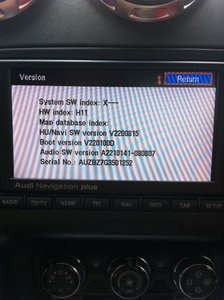 Version
Return
System SW index: X---
HW index: H11
Map database index:
HU/Navi SW version V2200815
Boot version V220100D
Audio SW version A2210141-080807
Serial No.: AUZBZ7G3501252
Audi Navigation plus
RADIO
CD/TV
NAME
TEL
NAV
INFO
CAR
SETUP